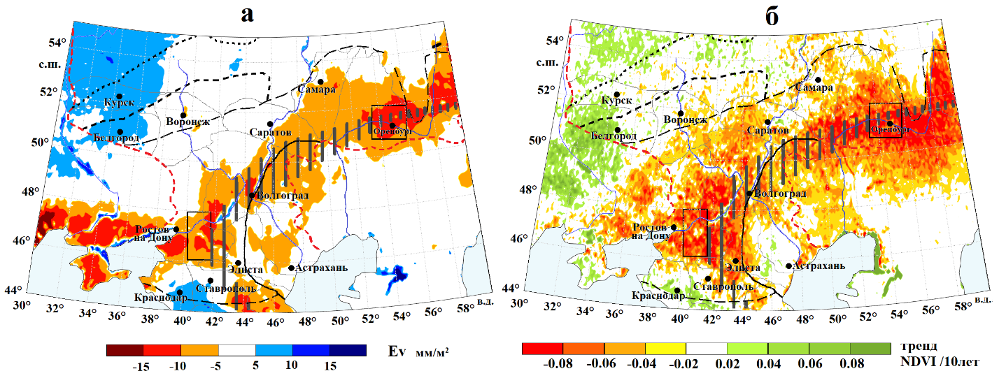 а
54°
с.ш.
52°
50°
48°
46°
44°
30°
32°
34°
36°
38°
40°
42°
44°
46°
48°
50°
52°
54°
56°
58°
в.д.
Курск
Белгород
Воронеж
Саратов
Самара
Оренбург
Волгоград
Ростов
на Дону
Элиста
Астрахань
Ставрополь
Краснодар
-15
-10
-5
5
10
15
Ev мм/м²
б
54°
с.ш.
52°
50°
48°
46°
44°
30°
32°
34°
36°
38°
40°
42°
44°
46°
48°
50°
52°
54°
56°
58°
в.д.
Курск
Белгород
Воронеж
Саратов
Самара
Оренбург
Волгоград
Ростов
на Дону
Элиста
Астрахань
Ставрополь
Краснодар
-0.08
-0.06
-0.04
-0.02
0.02
0.04
0.06
0.08
тренд
NDVI /10лет